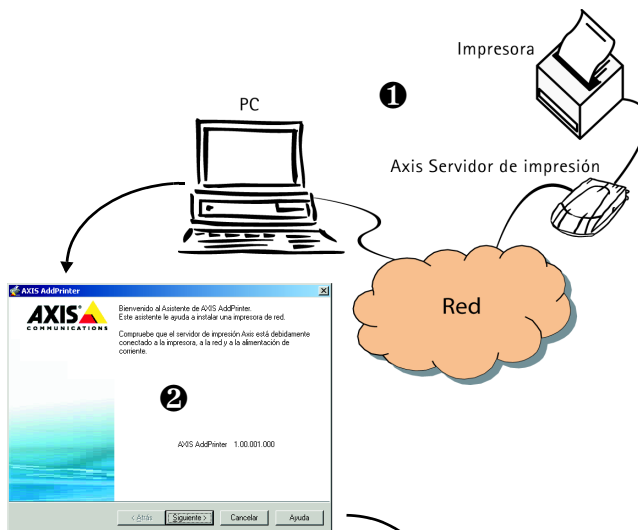 Impresora
❶
PC
Axis Servidor de impresión
Red
AXIS AddPrinter
AXIS
COMMUNICATIONS
Bienvenido al Asistente de AXIS AddPrinter.
Este asistente le ayuda a instalar una impresora de red.
Compruebe que el servidor de impresión Axis está debidamente
conectado a la impresora, a la red y a la alimentación de
corriente.
❷
AXIS AddPrinter 1.00.001.000
< Atrás Siguiente > Cancelar Ayuda